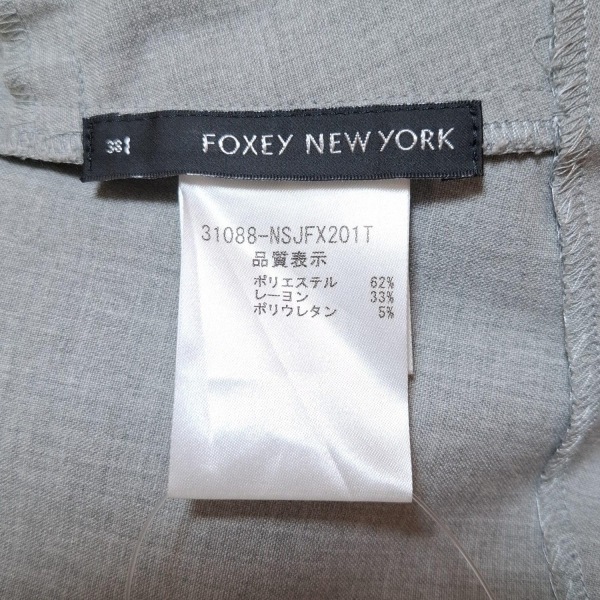 FOXEY NEW YORK
31088-NSJFX201T
品質表示
ポリエステル 62%
レーヨン 33%
ポリウレタン 5%